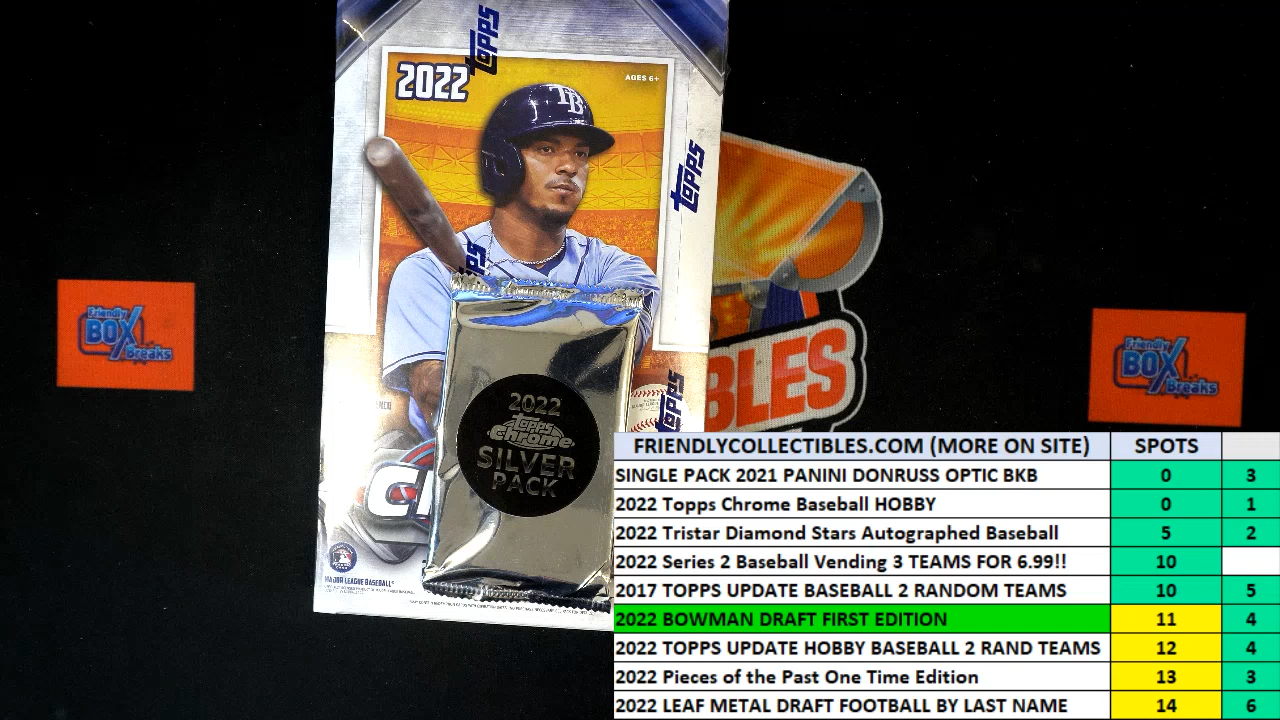 topps
2022
AGES 6+
topps
topps
topps
2022
topps
chrome
SILVER
PACK
MAJOR LEAGUE BASEBALL
Friendly
BOX
Breaks
Friendly
BOX
Breaks
BLES
FRIENDLYCOLLECTIBLES.COM (MORE ON SITE) SPOTS
SINGLE PACK 2021 PANINI DONRUSS OPTIC BKB 0 3
2022 Topps Chrome Baseball HOBBY 0 1
2022 Tristar Diamond Stars Autographed Baseball 5 2
2022 Series 2 Baseball Vending 3 TEAMS FOR 6.99!! 10
2017 TOPPS UPDATE BASEBALL 2 RANDOM TEAMS 10 5
2022 BOWMAN DRAFT FIRST EDITION 11 4
2022 TOPPS UPDATE HOBBY BASEBALL 2 RAND TEAMS 12 4
2022 Pieces of the Past One Time Edition 13 3
2022 LEAF METAL DRAFT FOOTBALL BY LAST NAME 14 6